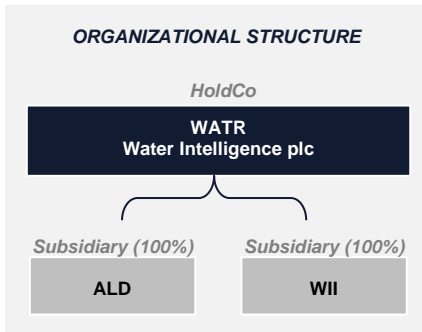 ORGANIZATIONAL STRUCTURE
HoldCo
WATR
Water Intelligence plc
Subsidiary (100%) Subsidiary (100%)
ALD WII